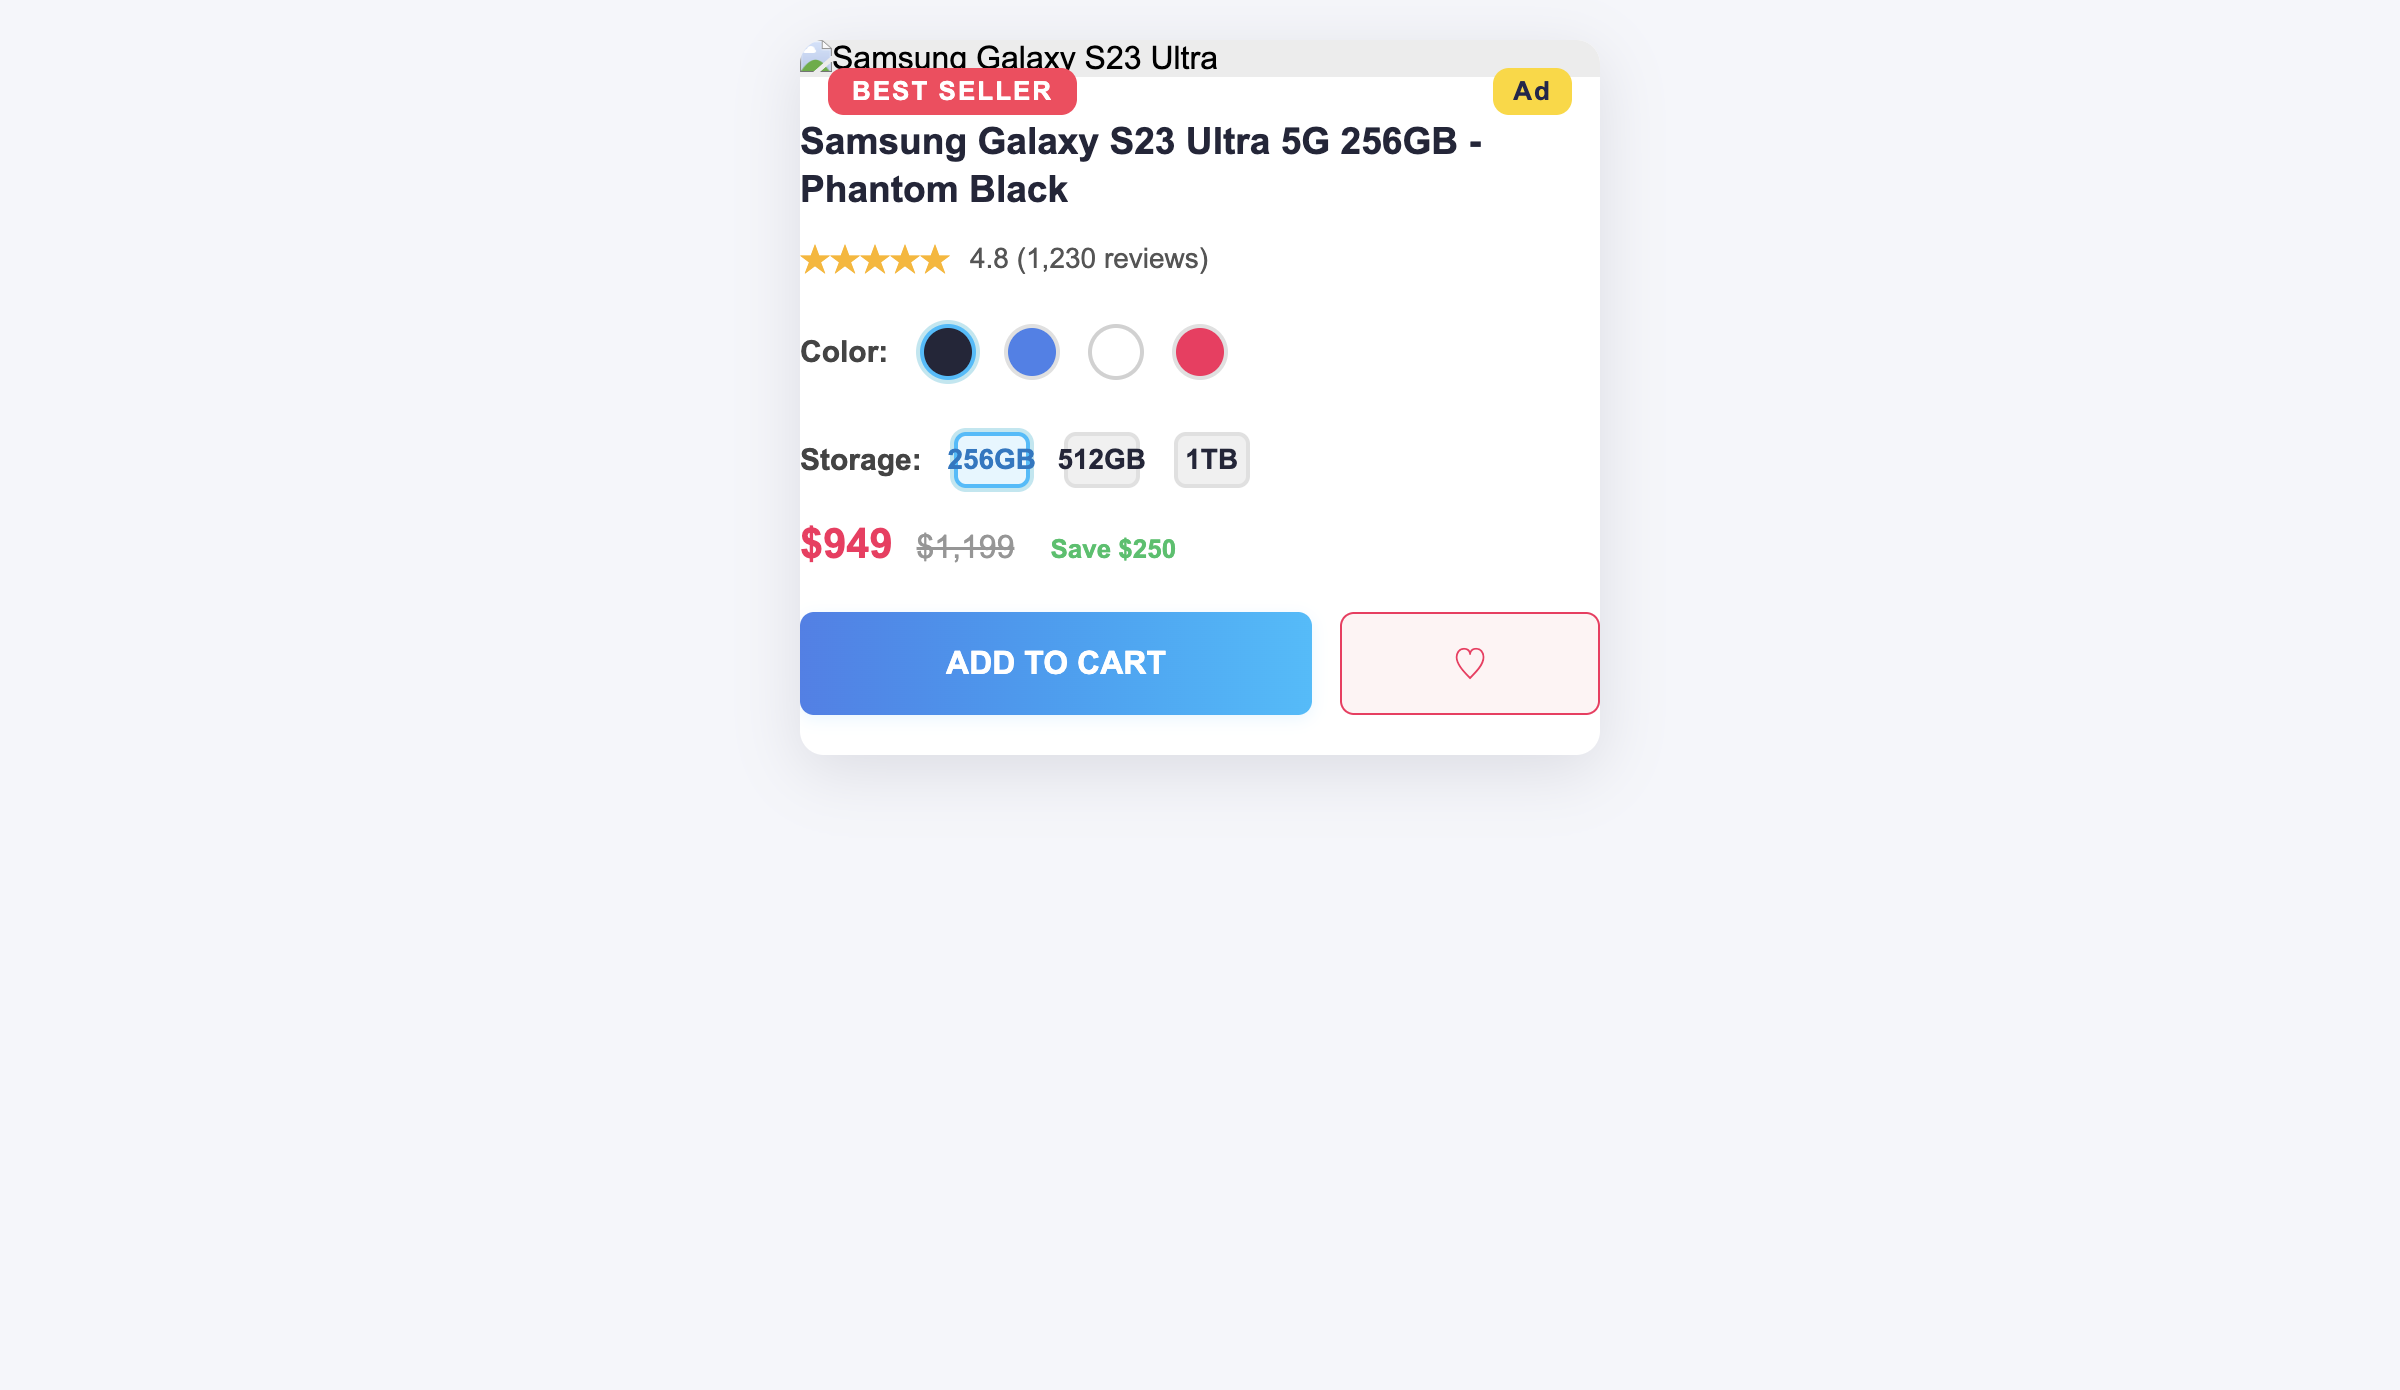 Samsung Galaxy S23 Ultra
BEST SELLER
Ad
Samsung Galaxy S23 Ultra 5G 256GB -
Phantom Black
★★★★★ 4.8 (1,230 reviews)
Color:
Storage: 256GB 512GB 1TB
$949 $1,199 Save $250
ADD TO CART ♡